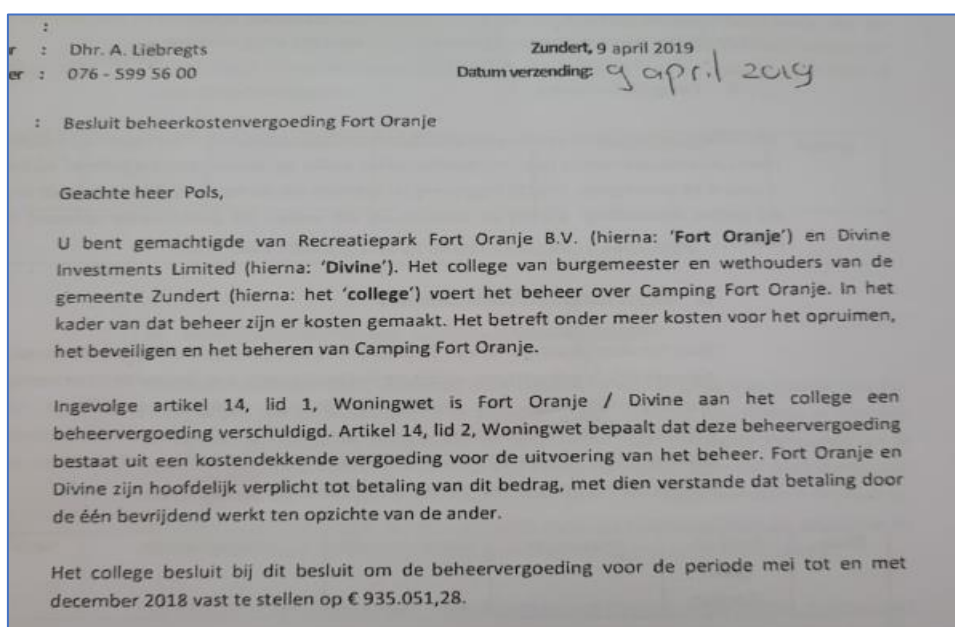 :
r : Dhr. A. Liebregts
Zundert, 9 april 2019
er : 076 - 599 56 00
Datum verzending: 9 april 2019
: Besluit beheerkostenvergoeding Fort Oranje
Geachte heer Pols,
U bent gemachtigde van Recreatiepark Fort Oranje B.V. (hierna: 'Fort Oranje') en Divine
Investments Limited (hierna: 'Divine'). Het college van burgemeester en wethouders van de
gemeente Zundert (hierna: het 'college') voert het beheer over Camping Fort Oranje. In het
kader van dat beheer zijn er kosten gemaakt. Het betreft onder meer kosten voor het opruimen,
het beveiligen en het beheren van Camping Fort Oranje.
Ingevolge artikel 14, lid 1, Woningwet is Fort Oranje / Divine aan het college een
beheervergoeding verschuldigd. Artikel 14, lid 2, Woningwet bepaalt dat deze beheervergoeding
bestaat uit een kostendekkende vergoeding voor de uitvoering van het beheer. Fort Oranje en
Divine zijn hoofdelijk verplicht tot betaling van dit bedrag, met dien verstande dat betaling door
de één bevrijdend werkt ten opzichte van de ander.
Het college besluit bij dit besluit om de beheervergoeding voor de periode mei tot en met
december 2018 vast te stellen op € 935.051,28.